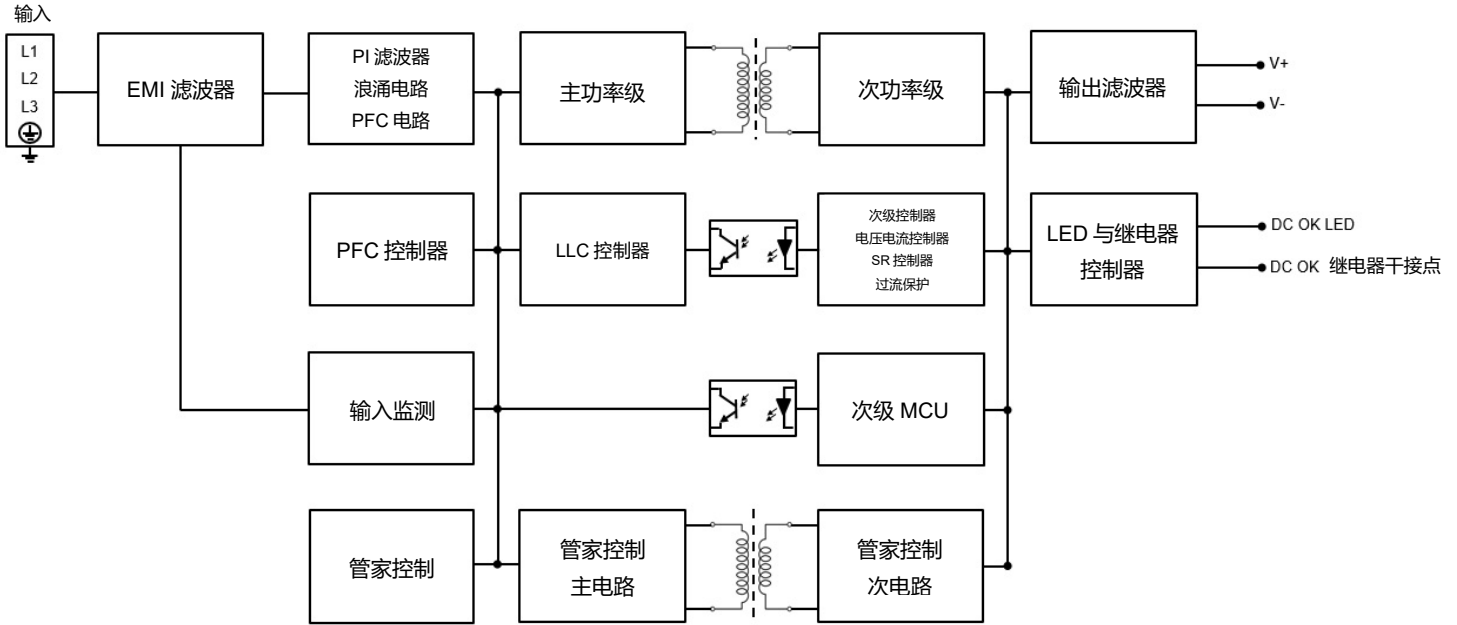 输入
L1
L2
L3
EMI 滤波器
PI 滤波器
浪涌电路
PFC 电路
主功率级
次功率级
输出滤波器
V+
V-
PFC 控制器
LLC 控制器
次级控制器
电压电流控制器
SR 控制器
过流保护
LED 与继电器
控制器
DC OK LED
DC OK 继电器干接点
输入监测
次级 MCU
管家控制
管家控制
主电路
管家控制
次电路